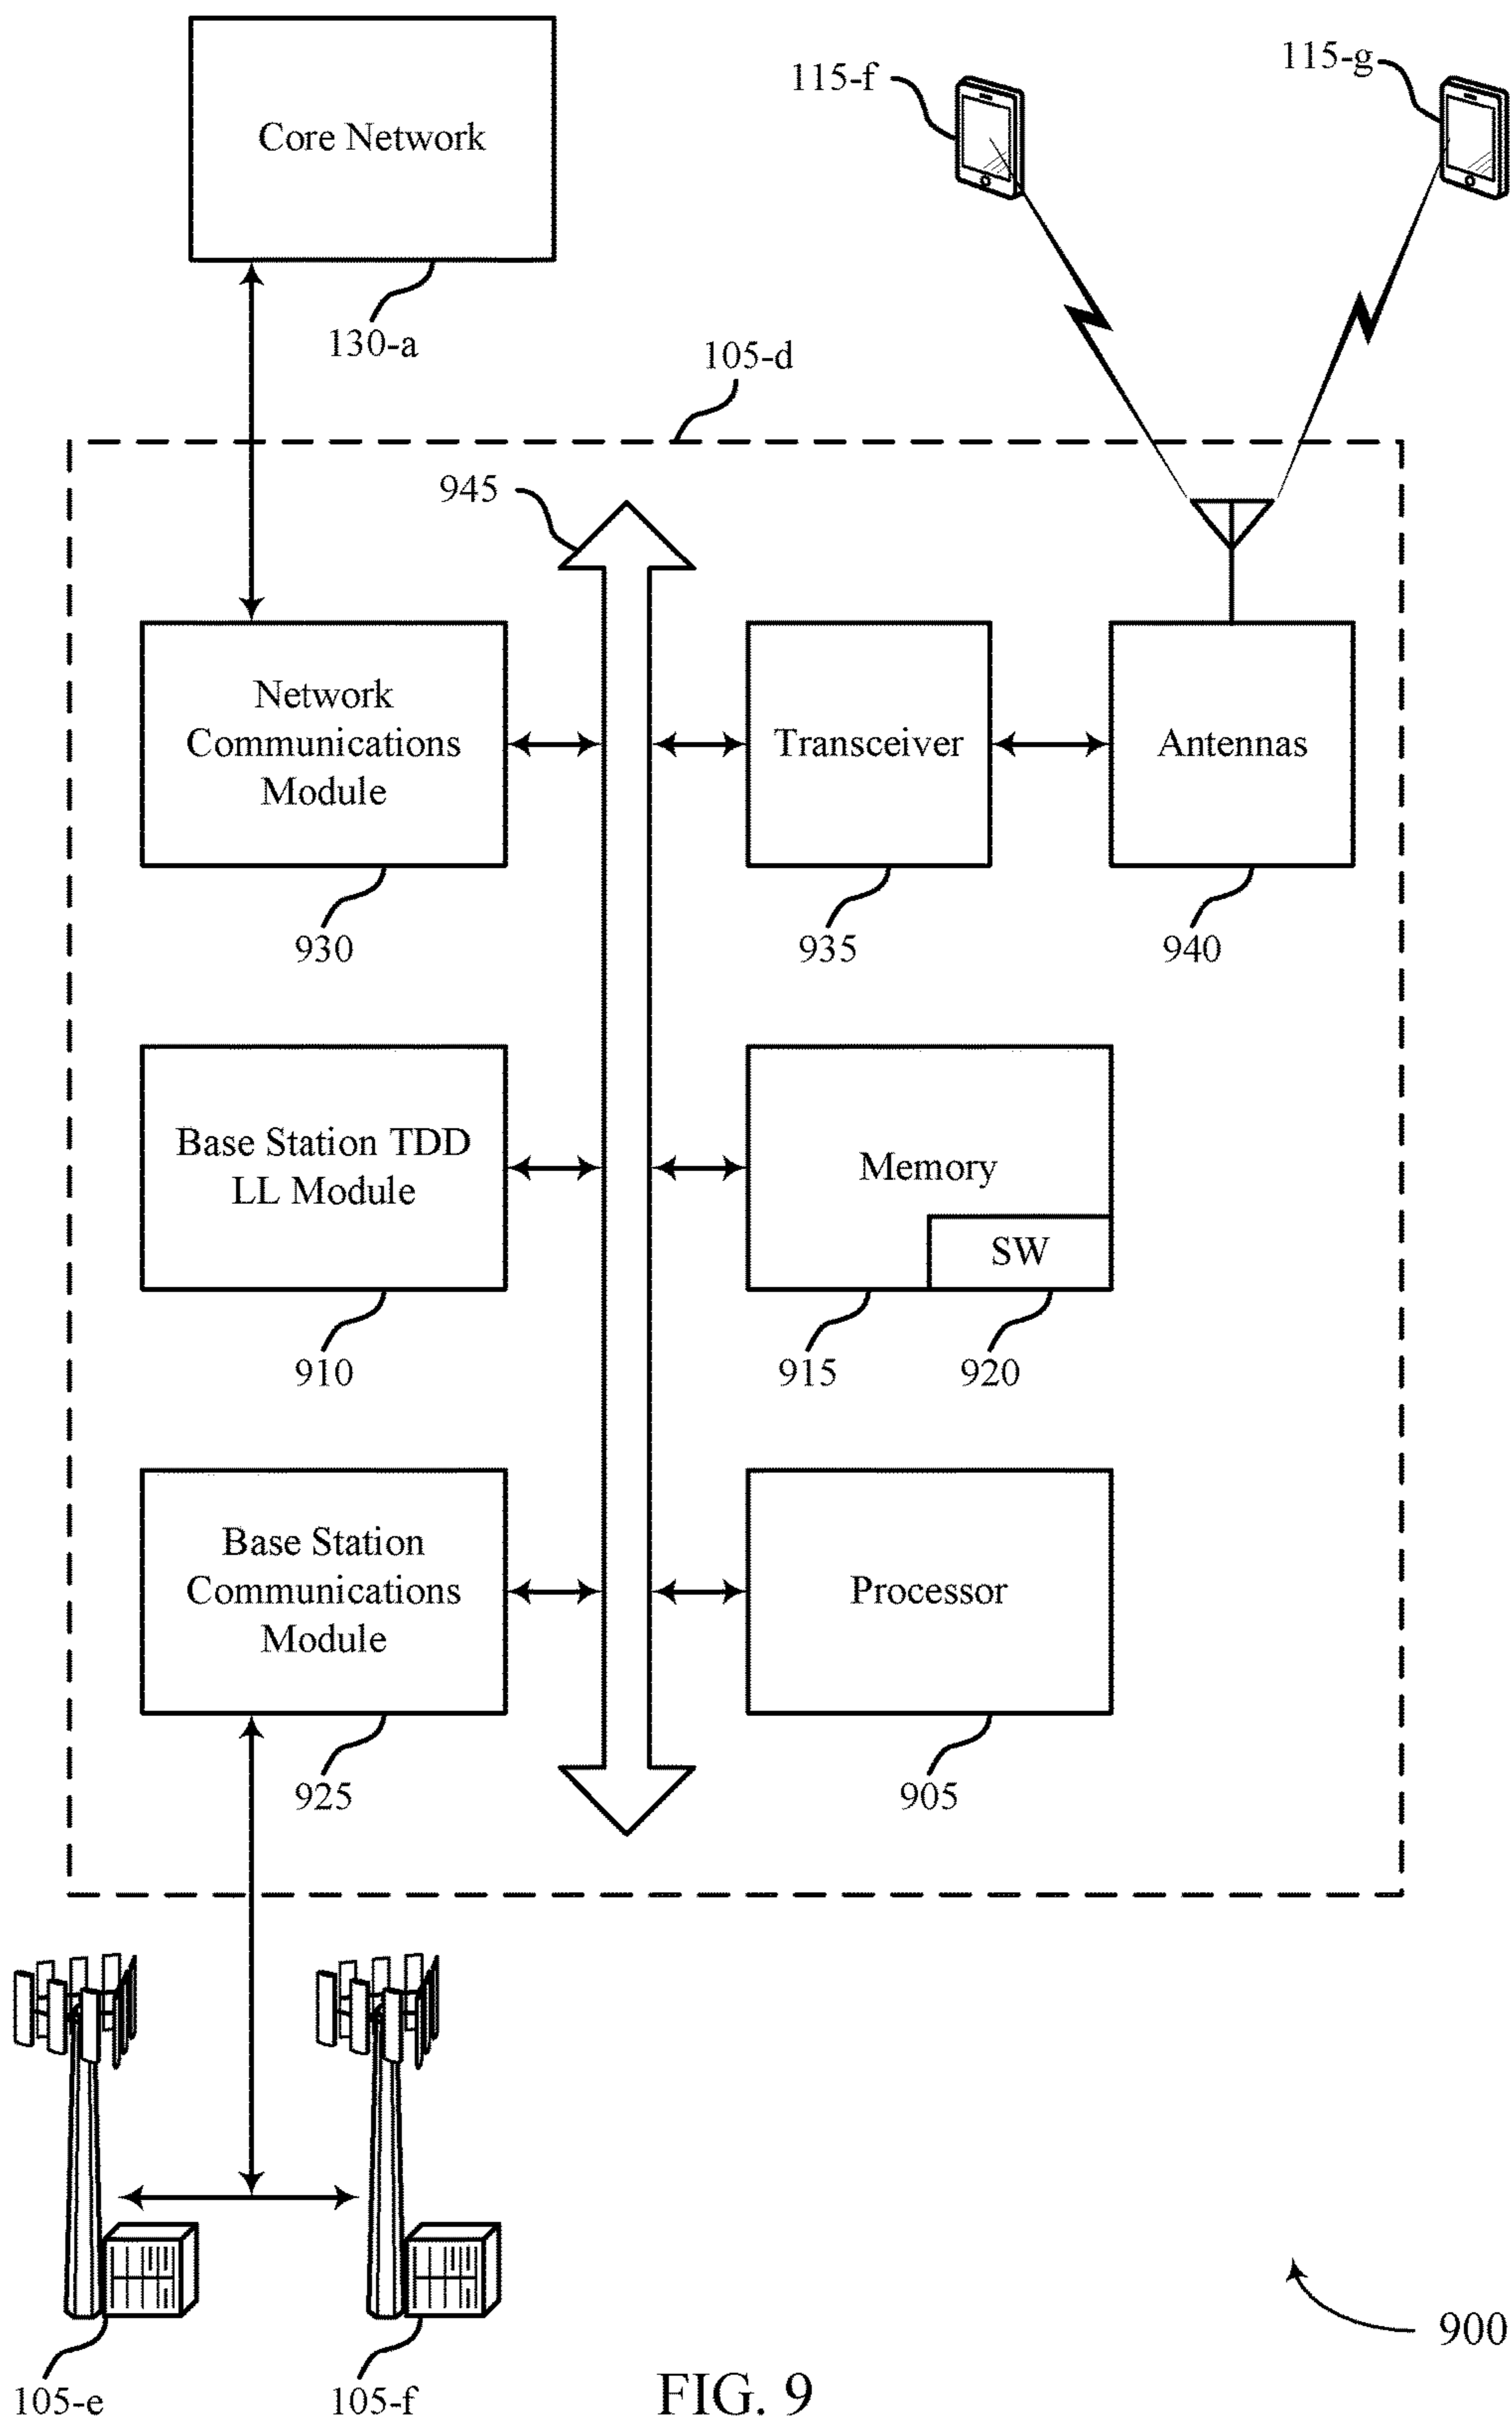 Core Network
130-a
115-f
115-g
105-d
945
Network
Communications
Module
930
Transceiver
935
Antennas
940
Base Station TDD
LL Module
910
Memory
SW
915
920
Base Station
Communications
Module
925
Processor
905
105-e
105-f
900
FIG. 9